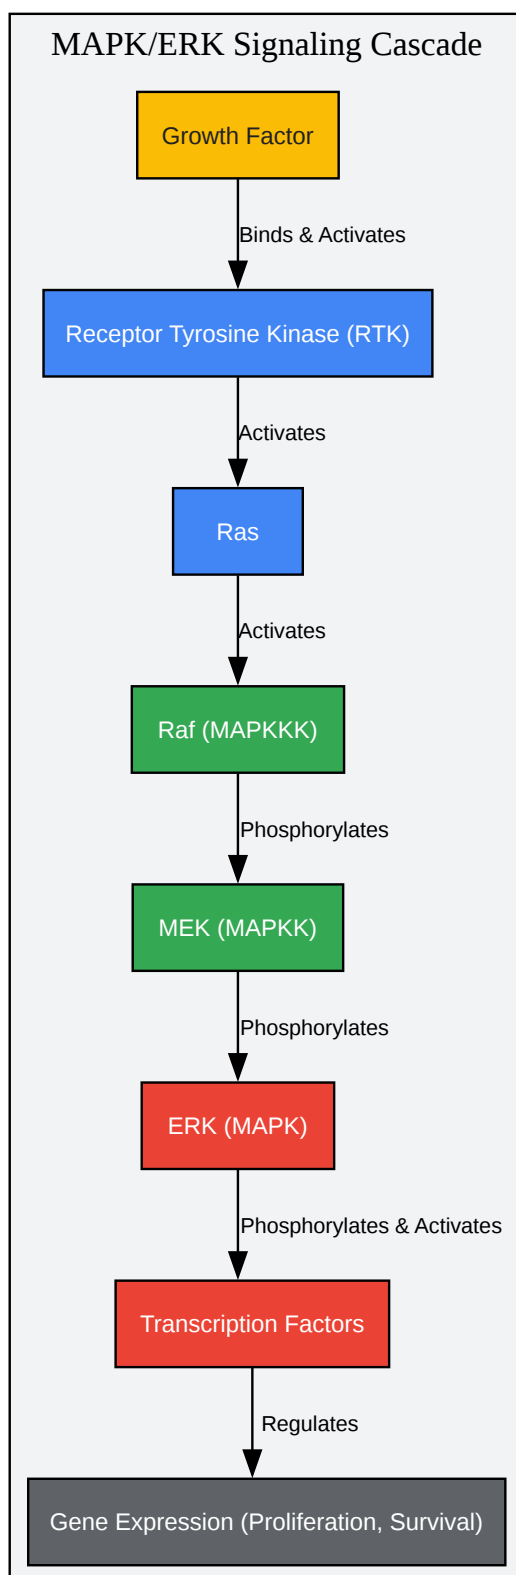 MAPK/ERK Signaling Cascade
Growth Factor
Binds & Activates
Receptor Tyrosine Kinase (RTK)
Activates
Ras
Activates
Raf (MAPKKK)
Phosphorylates
MEK (MAPKK)
Phosphorylates
ERK (MAPK)
Phosphorylates & Activates
Transcription Factors
Regulates
Gene Expression (Proliferation, Survival)